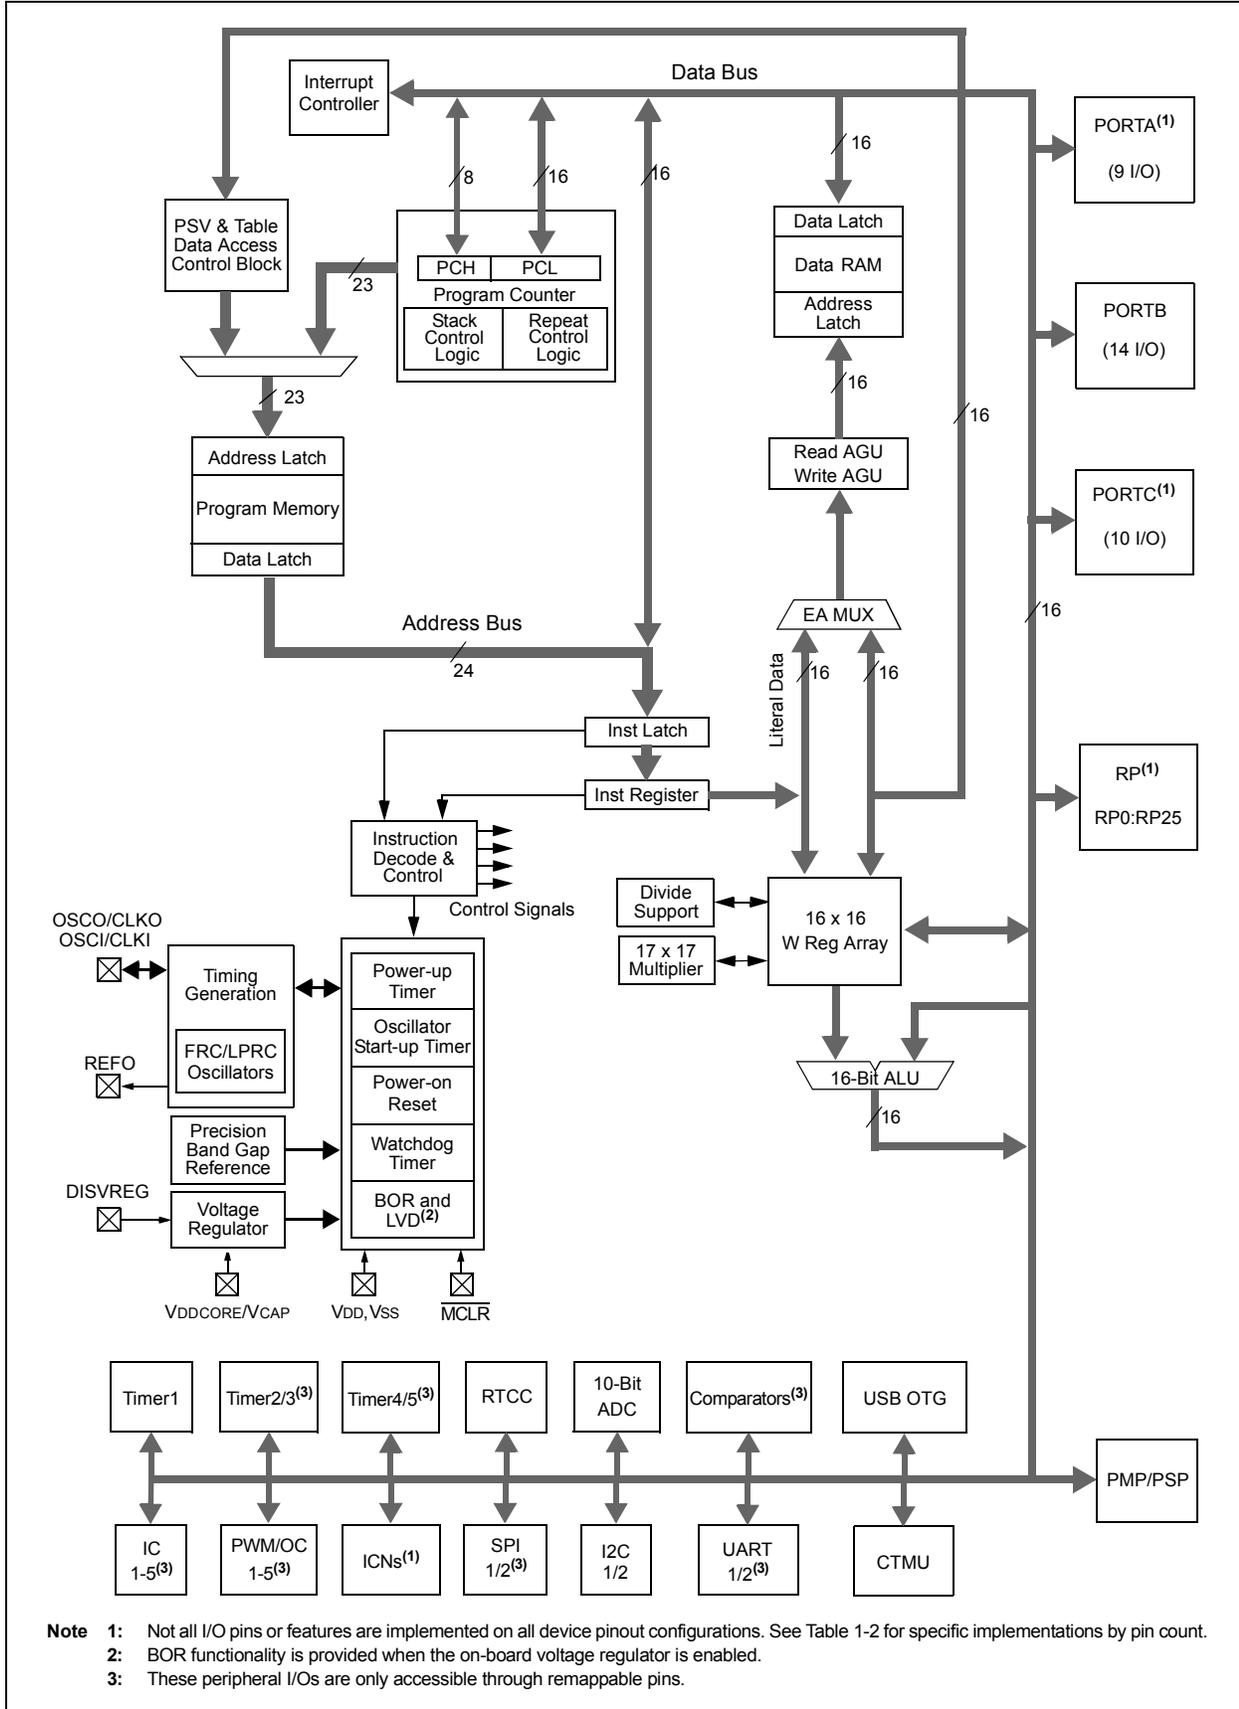 Data Bus
Interrupt
Controller
PORTA(1)
(9 I/O)
16
8
16
16
PSV & Table
Data Access
Control Block
Data Latch
Data RAM
Address
Latch
PCH
PCL
23
Program Counter
Stack
Control
Logic
Repeat
Control
Logic
PORTB
(14 I/O)
16
23
16
Address Latch
Program Memory
Data Latch
Read AGU
Write AGU
PORTC(1)
(10 I/O)
16
EA MUX
Address Bus
24
Literal Data
16
16
Inst Latch
Inst Register
RP(1)
RP0:RP25
Instruction
Decode &
Control
Control Signals
Divide
Support
16 x 16
W Reg Array
17 x 17
Multiplier
OSCO/CLKO
OSCI/CLKI
Timing
Generation
Power-up
Timer
Oscillator
Start-up Timer
REFO
FRC/LPRC
Oscillators
Power-on
Reset
16-Bit ALU
16
Precision
Band Gap
Reference
Watchdog
Timer
DISVREG
Voltage
Regulator
BOR and
LVD(2)
VDDCORE/VCAP
VDD, VSS
MCLR
Timer1
Timer2/3(3)
Timer4/5(3)
RTCC
10-Bit
ADC
Comparators(3)
USB OTG
PMP/PSP
IC
1-5(3)
PWM/OC
1-5(3)
ICNs(1)
SPI
1/2(3)
I2C
1/2
UART
1/2(3)
CTMU
Note 1: Not all I/O pins or features are implemented on all device pinout configurations. See Table 1-2 for specific implementations by pin count.
2: BOR functionality is provided when the on-board voltage regulator is enabled.
3: These peripheral I/Os are only accessible through remappable pins.